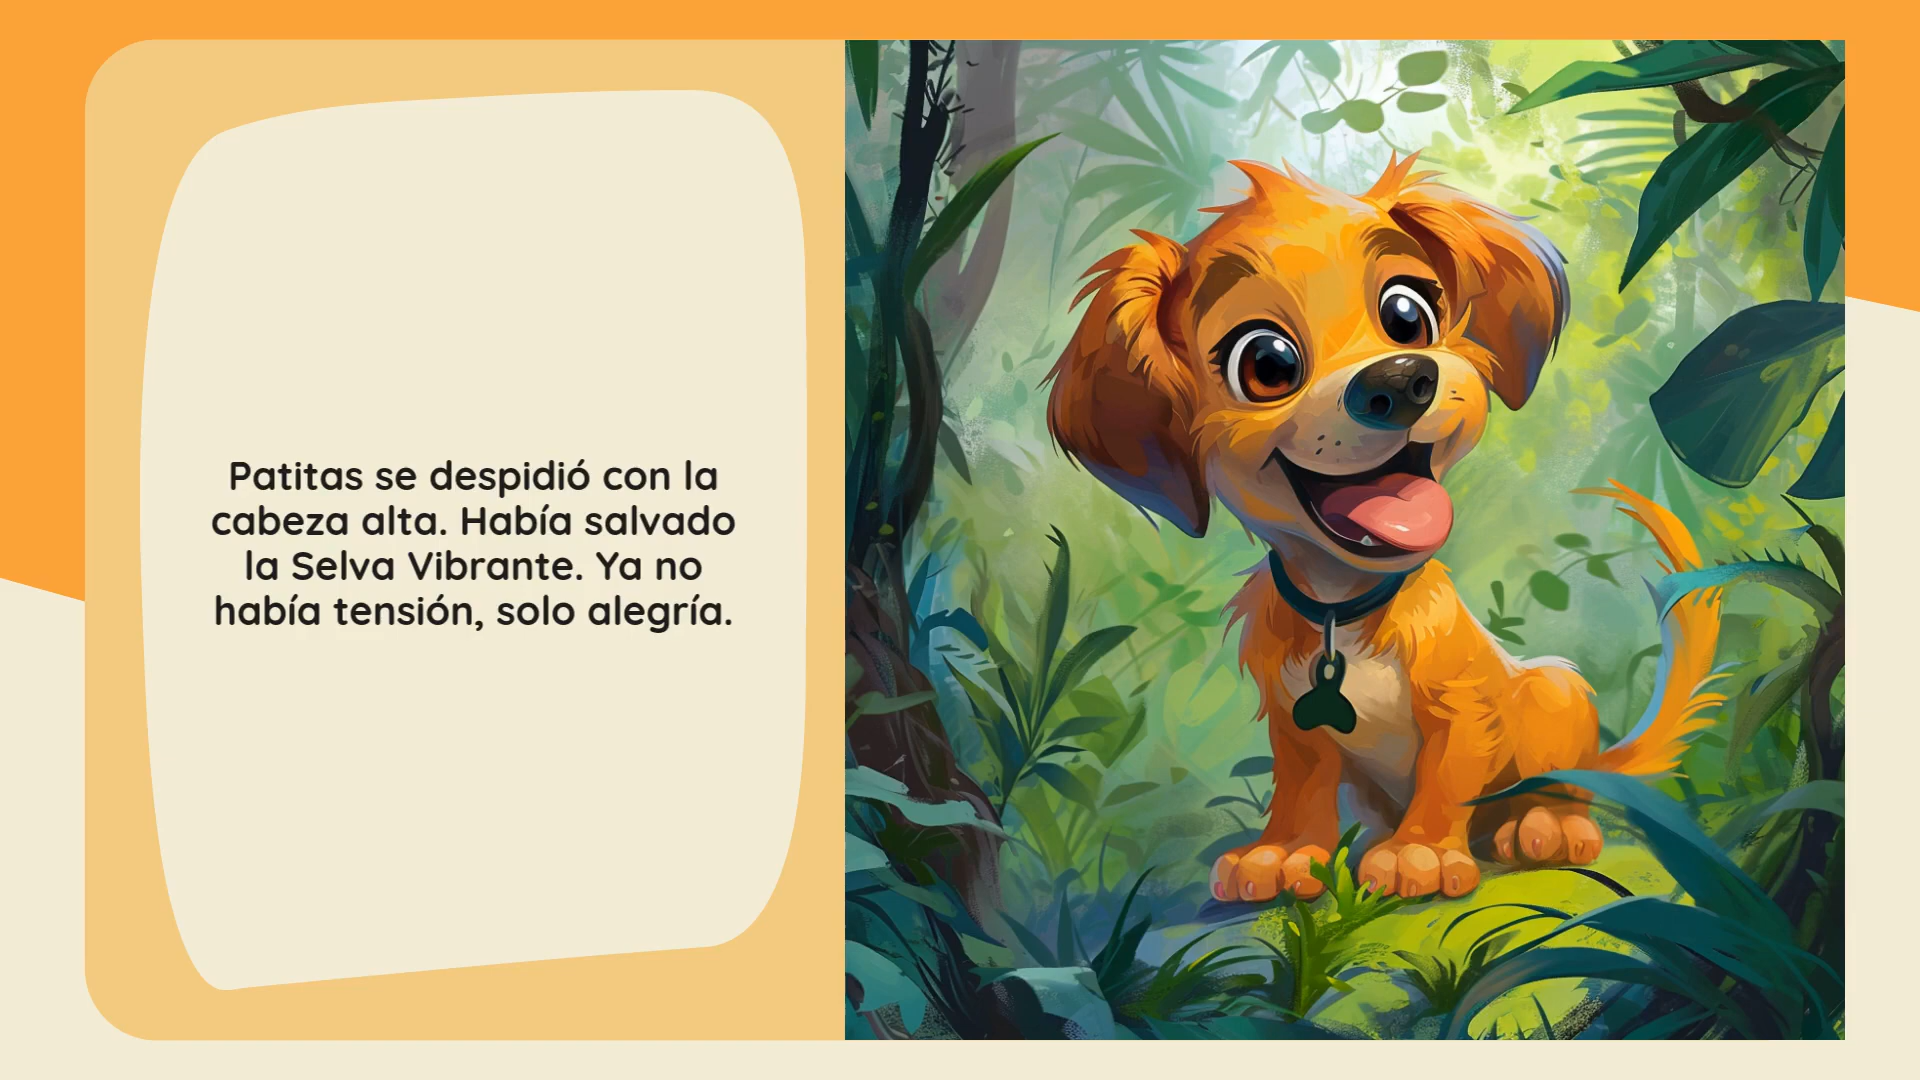 Patitas se despidió con la
cabeza alta. Había salvado
la Selva Vibrante. Ya no
había tensión, solo alegría.